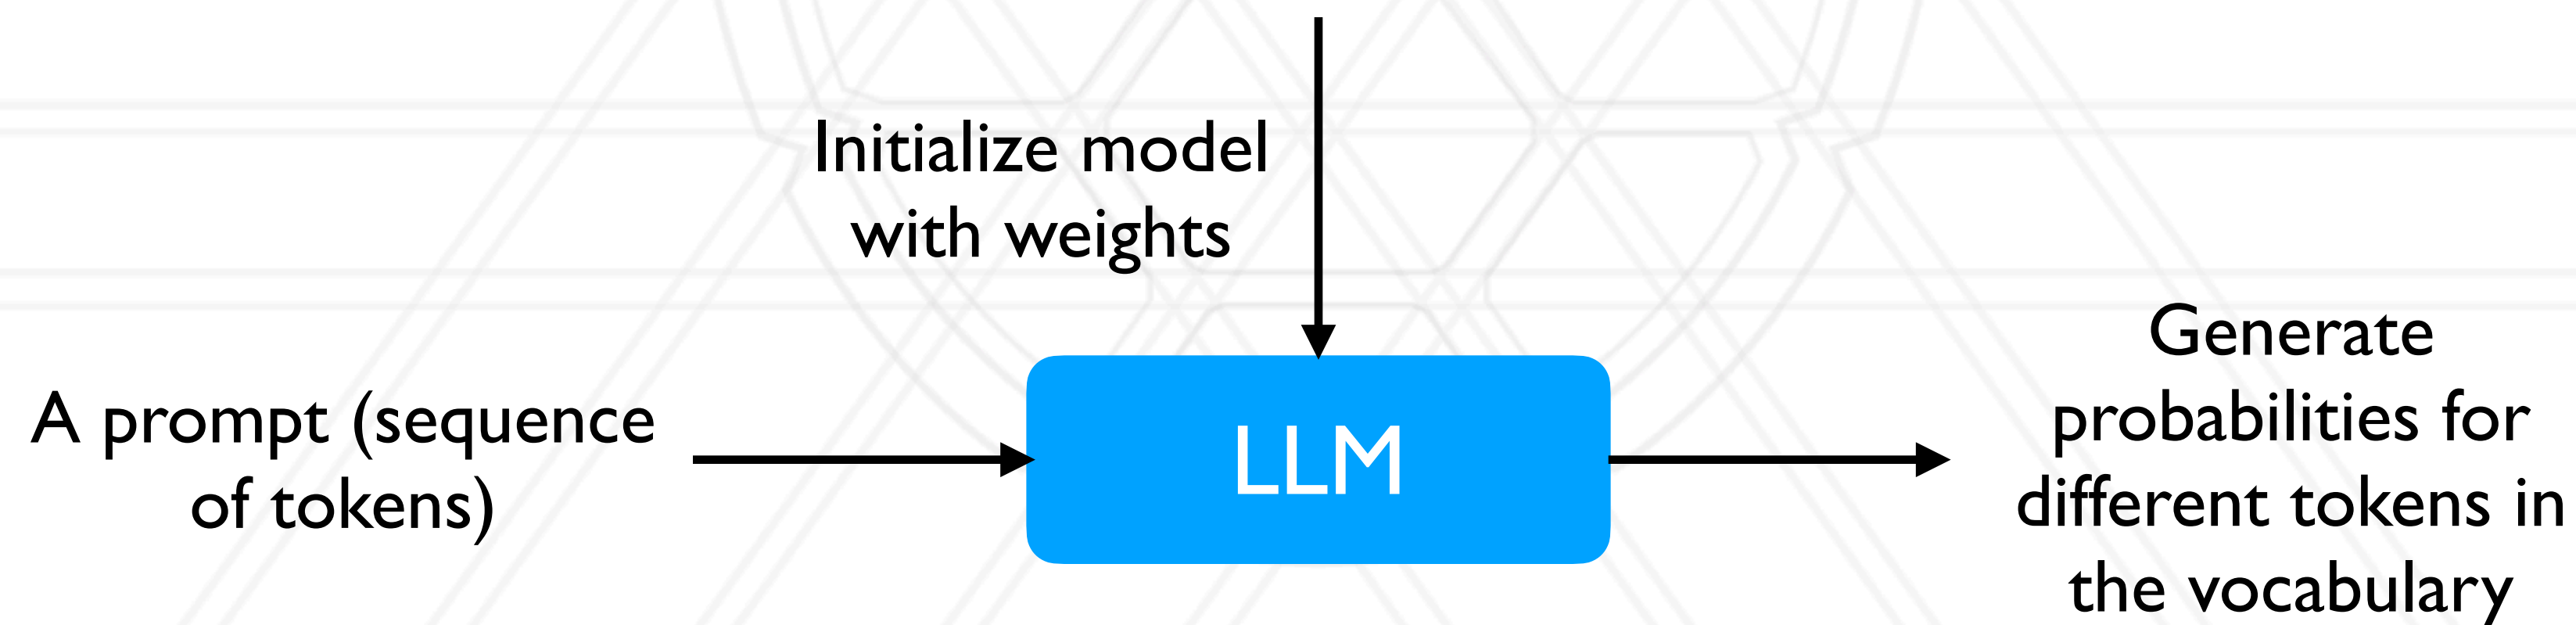 Initialize model
with weights
A prompt (sequence
of tokens)
LLM
Generate
probabilities for
different tokens in
the vocabulary